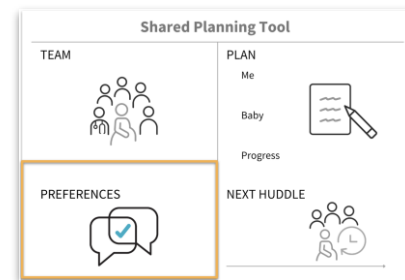 Shared Planning Tool
TEAM
PLAN
Me
Baby
Progress
PREFERENCES
NEXT HUDDLE